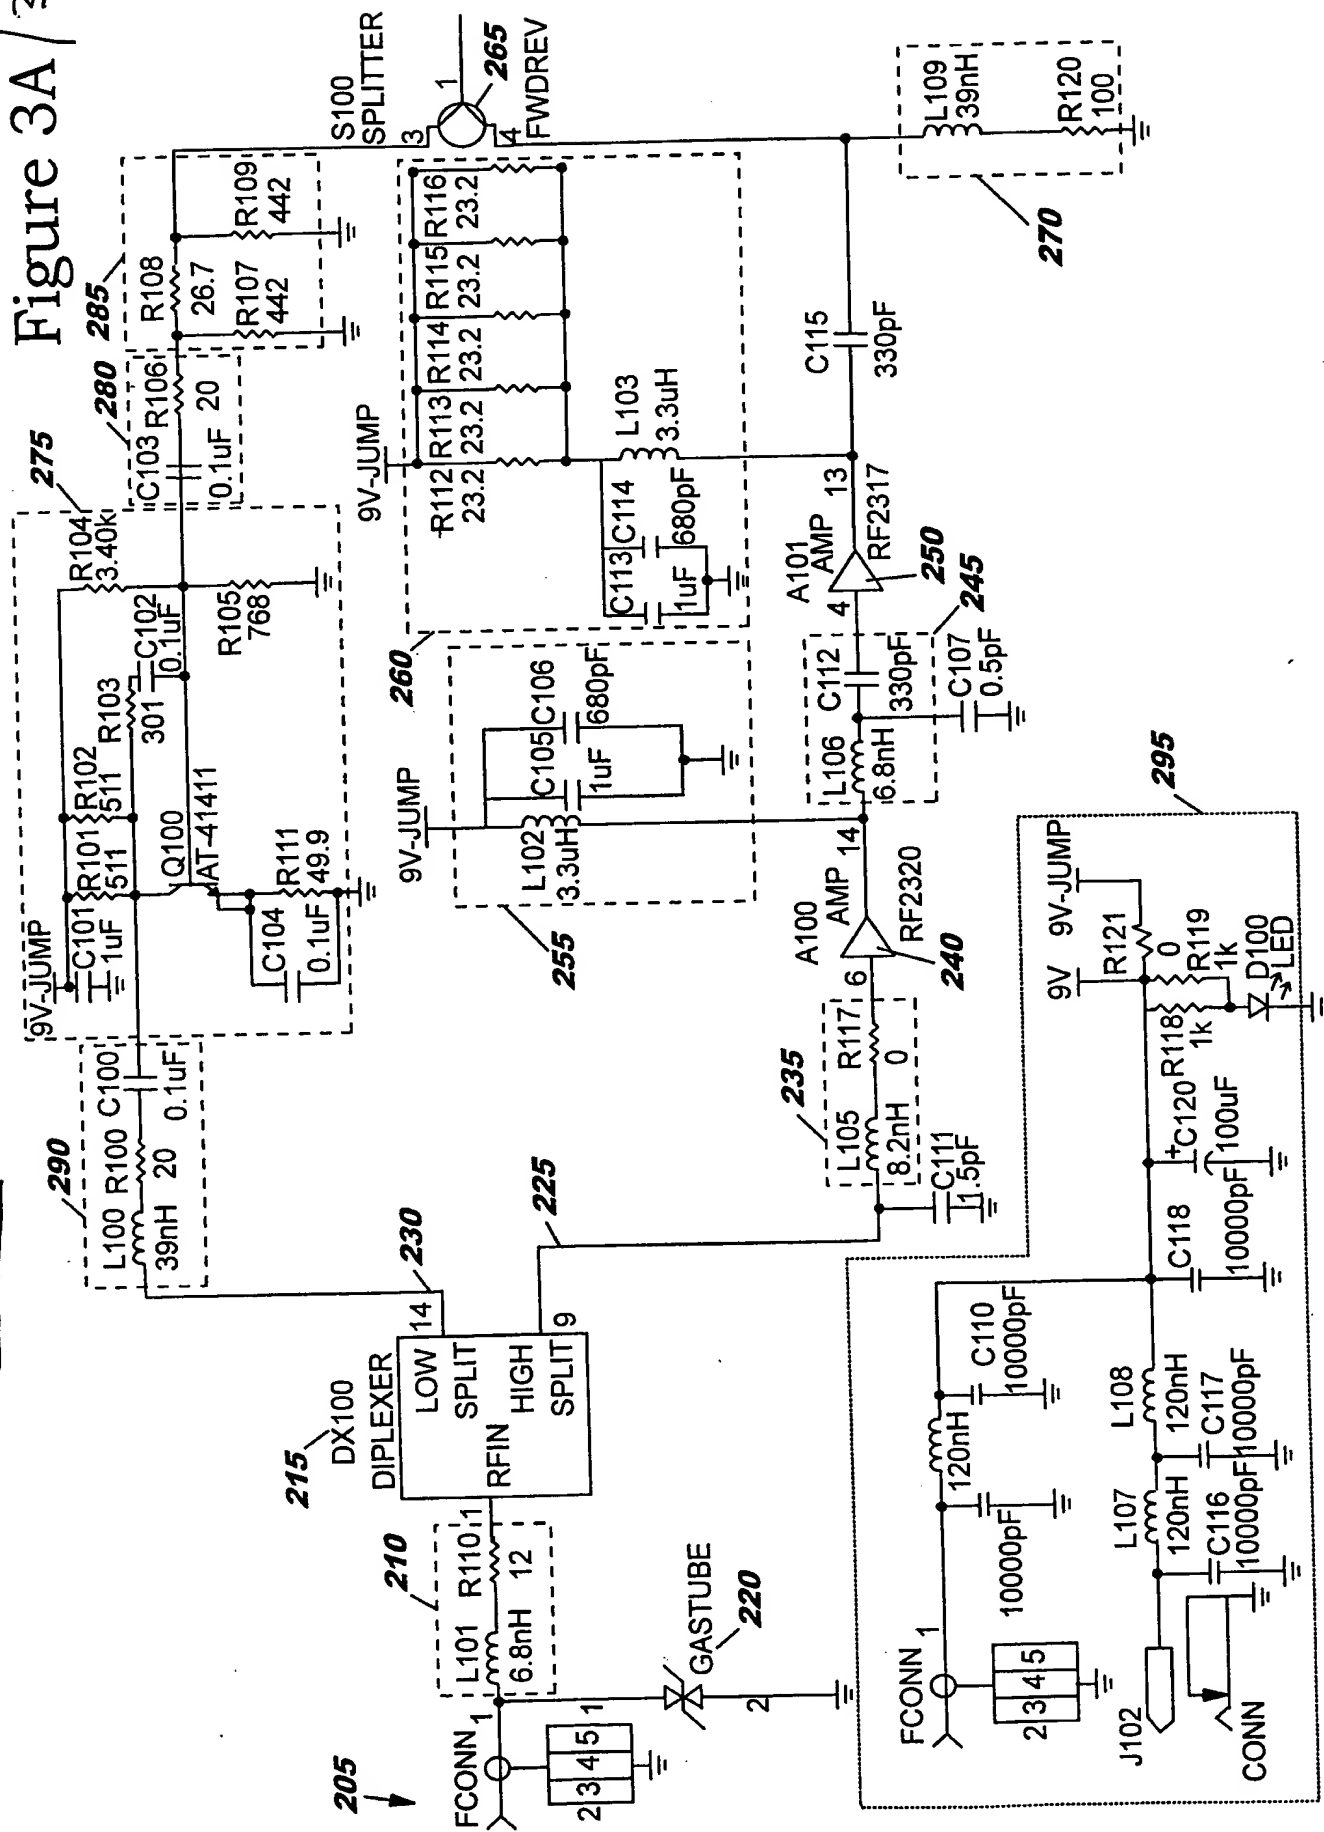 Figure 3A /
S100
SPLITTER
3
1
4
265
FWDREV
285
R108
26.7
R109
442
R107
442
280
C103
R106
0.1uF
20
275
R104
3.40k
C102
0.1uF
R105
768
R103
301
R102
511
R101
511
Q100
AT-41411
R111
49.9
C104
0.1uF
9V-JUMP
C101
1uF
290
L100
R100
C100
39nH
20
0.1uF
230
14
LOW
SPLIT
HIGH
SPLIT
RFIN
9
225
215
DX100
DIPLEXER
1
210
L101
R110
6.8nH
12
205
FCONN
1
2
3
4
5
1
GASTUBE
220
2
235
L105
R117
8.2nH
0
C111
1.5pF
6
A100
AMP
14
RF2320
240
255
9V-JUMP
L102
3.3uH
C105
1uF
C106
680pF
L106
6.8nH
C112
330pF
C107
0.5pF
245
4
A101
AMP
13
RF2317
250
260
9V-JUMP
R112
23.2
R113
23.2
R114
23.2
R115
23.2
R116
23.2
L103
3.3uH
C113
1uF
C114
680pF
C115
330pF
L109
39nH
R120
100
270
295
FCONN
1
2
3
4
5
10000pF
120nH
C110
10000pF
J102
CONN
L107
120nH
C116
10000pF
L108
120nH
C117
10000pF
C118
10000pF
+
C120
100uF
9V
R121
0
9V-JUMP
R118
1k
R119
1k
D100
LED